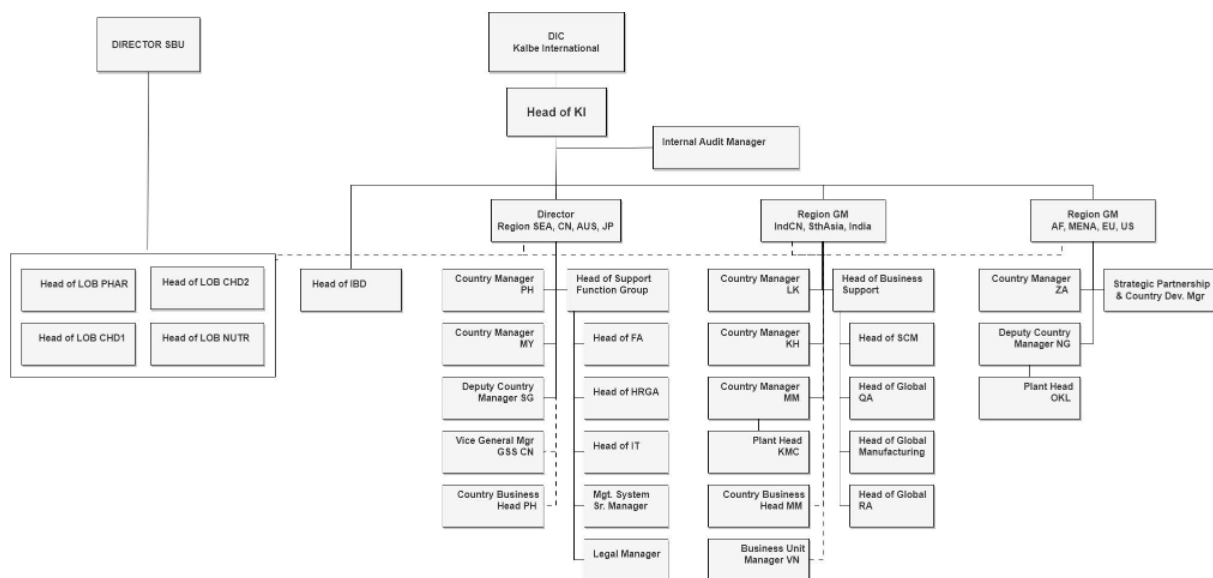 DIRECTOR SBU
DIC
Kalbe International
Head of KI
Internal Audit Manager
Director
Region SEA, CN, AUS, JP
Region GM
IndCN, SthAsia, India
Region GM
AF, MENA, EU, US
Head of LOB PHAR
Head of LOB CHD2
Head of LOB CHD1
Head of LOB NUTR
Head of IBD
Country Manager
PH
Country Manager
MY
Deputy Country
Manager SG
Vice General Mgr
GSS CN
Country Business
Head PH
Head of Support
Function Group
Head of FA
Head of HRGA
Head of IT
Mgt. System
Sr. Manager
Legal Manager
Country Manager
LK
Country Manager
KH
Country Manager
MM
Plant Head
KMC
Country Business
Head MM
Business Unit
Manager VN
Head of Business
Support
Head of SCM
Head of Global
QA
Head of Global
Manufacturing
Head of Global
RA
Country Manager
ZA
Deputy Country
Manager NG
Plant Head
OKL
Strategic Partnership
& Country Dev. Mgr